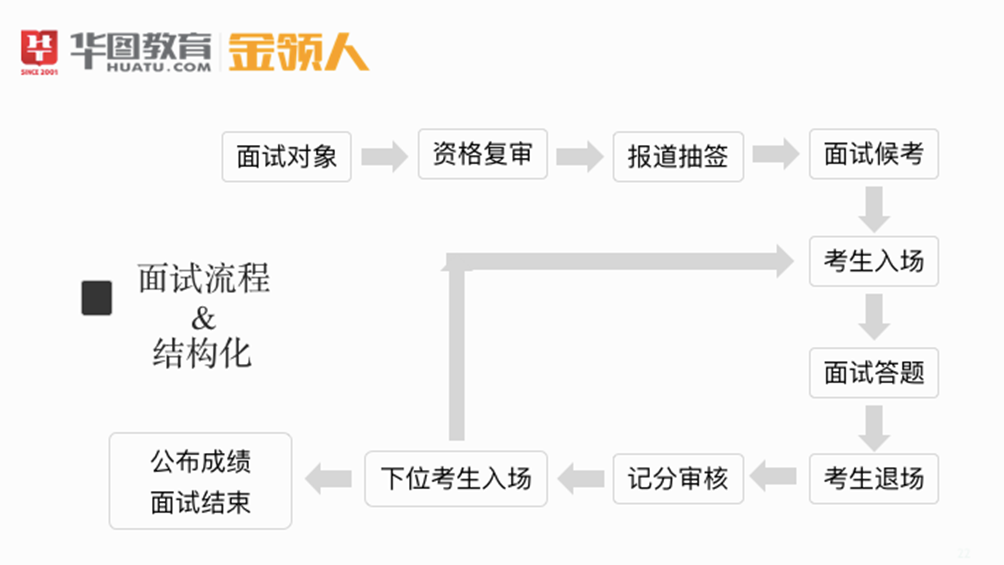 华图教育
HUATU.COM
SINCE 2001
金领人
面试对象
资格复审
报道抽签
面试候考
考生入场
面试流程
&
结构化
面试答题
考生退场
记分审核
下位考生入场
公布成绩
面试结束
22